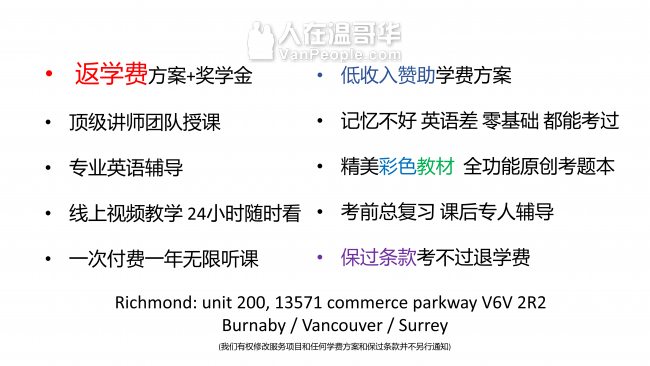 人在温哥华
VanPeople.com
• 返学费方案+奖学金
• 顶级讲师团队授课
• 专业英语辅导
• 线上视频教学 24小时随时看
• 一次付费一年无限听课
• 低收入赞助学费方案
• 记忆不好 英语差 零基础 都能考过
• 精美彩色教材 全功能原创考题本
• 考前总复习 课后专人辅导
• 保过条款考不过退学费
Richmond: unit 200, 13571 commerce parkway V6V 2R2
Burnaby / Vancouver / Surrey
(我们有权修改服务项目和任何学费方案和保过条款并不另行通知)